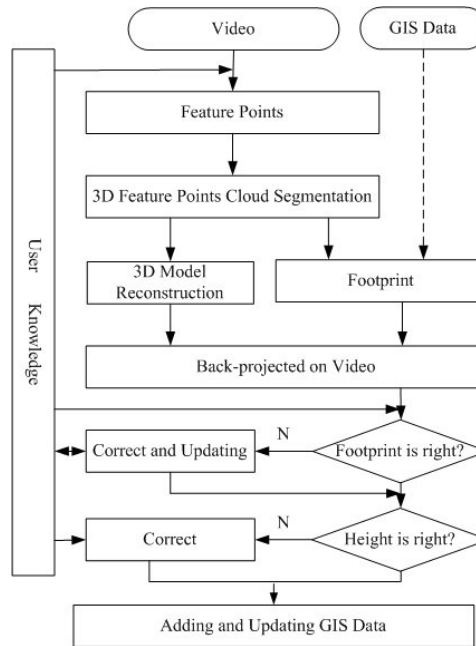 Video
GIS Data
Feature Points
3D Feature Points Cloud Segmentation
User Knowledge
3D Model
Reconstruction
Footprint
Back-projected on Video
N
Correct and Updating
Footprint is right?
N
Correct
Height is right?
Adding and Updating GIS Data